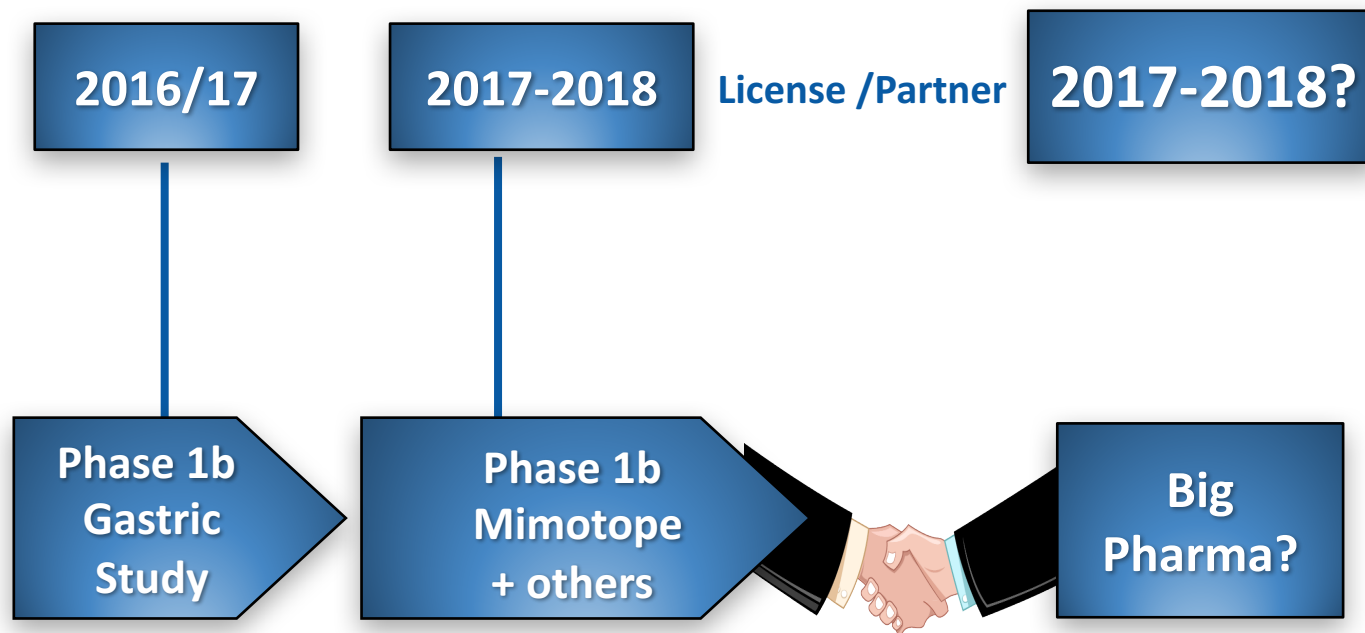 2016/17
2017-2018
License /Partner
2017-2018?
Phase 1b
Gastric
Study
Phase 1b
Mimotope
+ others
Big
Pharma?